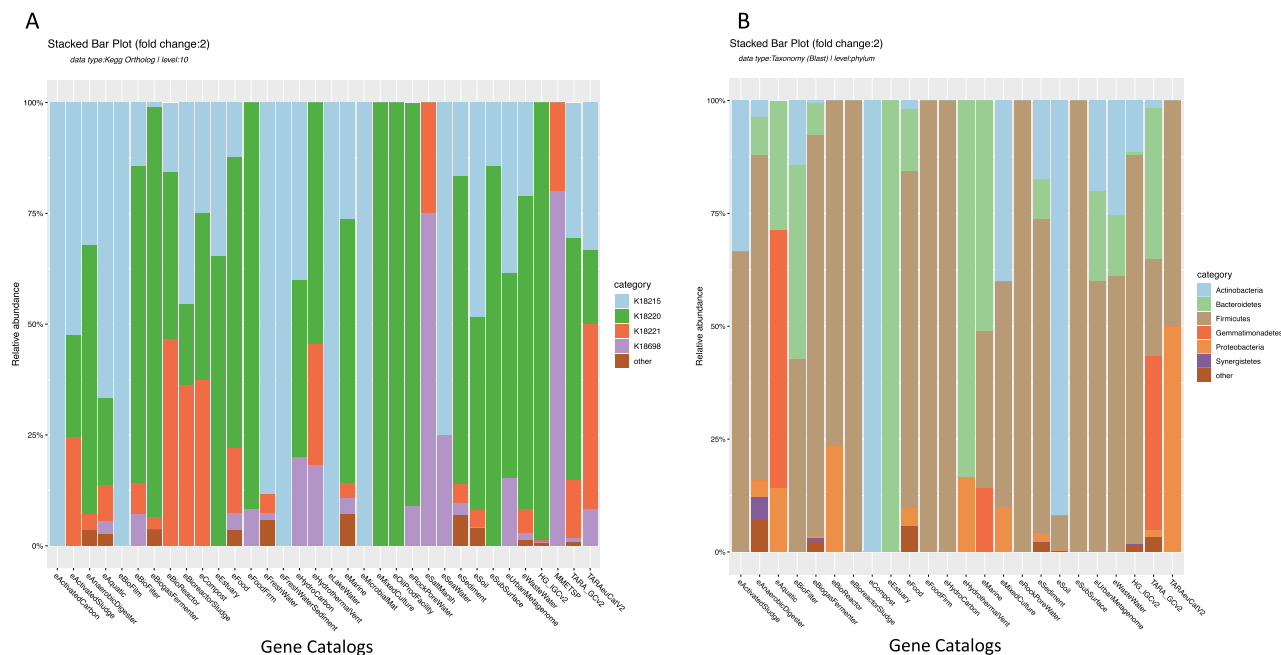 A
Stacked Bar Plot (fold change:2)
data type:Kegg Ortholog I level:10
100%
75%
50%
25%
0%
Relative abundance
category
K18215
K18220
K18221
K18698
other
eActivatedCarbon
eActivatedSludge
eAnaerobicDigester
eAquatic
eBioFilm
eBioFilter
eBiogasFermenter
eBioReactor
eBioreactorSludge
eCompost
eEstuary
eFood
eFoodFrm
eFreshWater
eFreshWaterSediment
eHydroCarbon
eHydrothermalVent
eLakeWater
eMarine
eMicrobialMat
eMixedCulture
eOilProdFacility
eRockPoreWater
eSaltMarsh
eSeaWater
eSediment
eSoil
eSubSurface
eUrbanMetagenome
eWasteWater
HG_IGCv2
MMETSP
TARA_GCv2
TARAeuCatV2
Gene Catalogs
B
Stacked Bar Plot (fold change:2)
data type:Taxonomy (Blast) I level:phylum
100%
75%
50%
25%
0%
Relative abundance
category
Actinobacteria
Bacteroidetes
Firmicutes
Gemmatimonadetes
Proteobacteria
Synergistetes
other
eActivatedSludge
eAnaerobicDigester
eAquatic
eBioFilter
eBiogasFermenter
eBioReactor
eBioreactorSludge
eCompost
eEstuary
eFood
eFoodFrm
eHydroCarbon
eHydrothermalVent
eMarine
eMixedCulture
eRockPoreWater
eSediment
eSoil
eSubSurface
eUrbanMetagenome
eWasteWater
HG_IGCv2
TARA_GCv2
TARAeuCatV2
Gene Catalogs